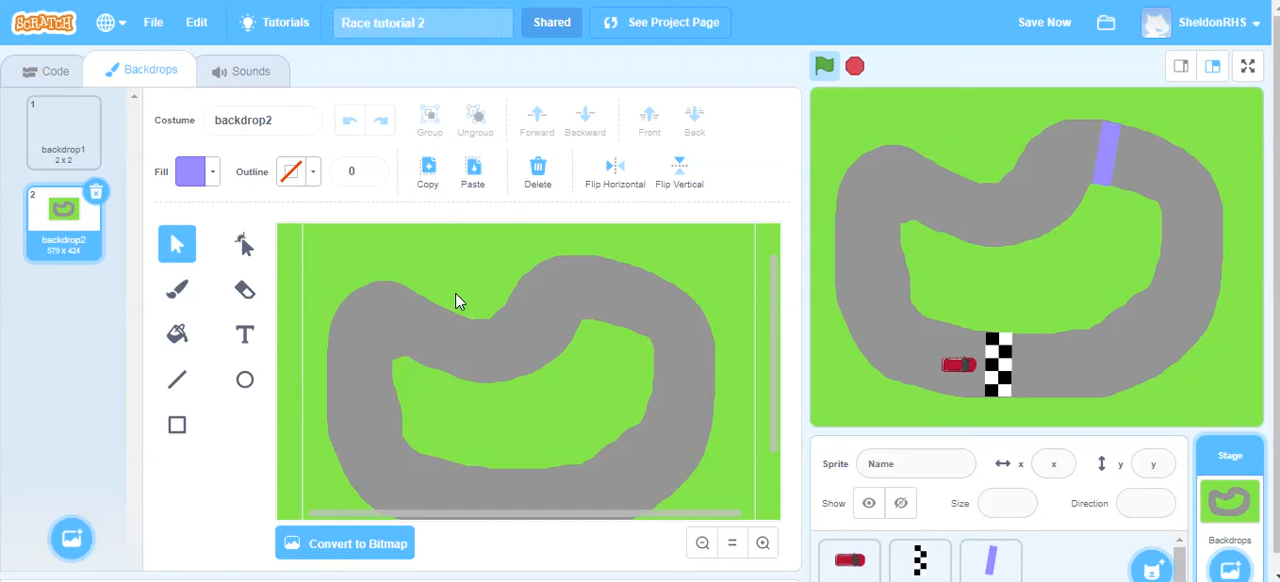 SCRATCH File Edit Tutorials Race tutorial 2 Shared See Project Page Save Now SheldonRHS
Code Backdrops Sounds
1
backdrop1
2 x 2
2
backdrop2
579 x 424
Costume backdrop2 Group Ungroup Forward Backward Front Back
Fill Outline 0 Copy Paste Delete Flip Horizontal Flip Vertical
T
Convert to Bitmap
Sprite Name x x y y
Show Size Direction
Stage
Backdrops